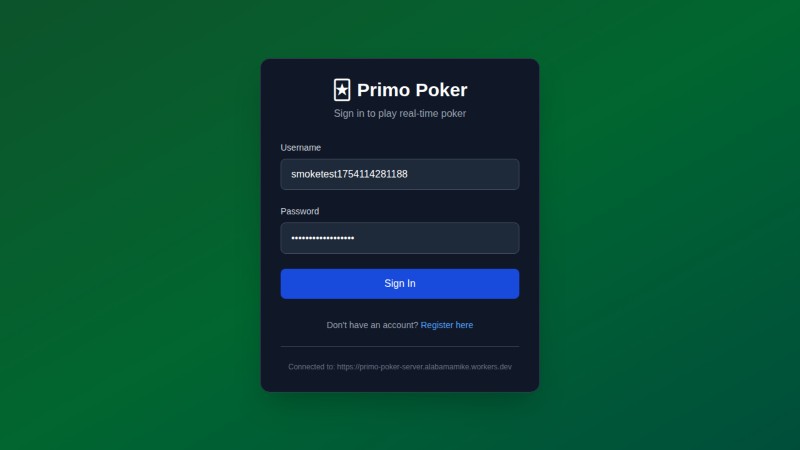 🃏 Primo Poker
Sign in to play real-time poker
Username
smoketest1754114281188
Password
••••••••••••••••••
Sign In
Don't have an account? Register here
Connected to: https://primo-poker-server.alabamamike.workers.dev